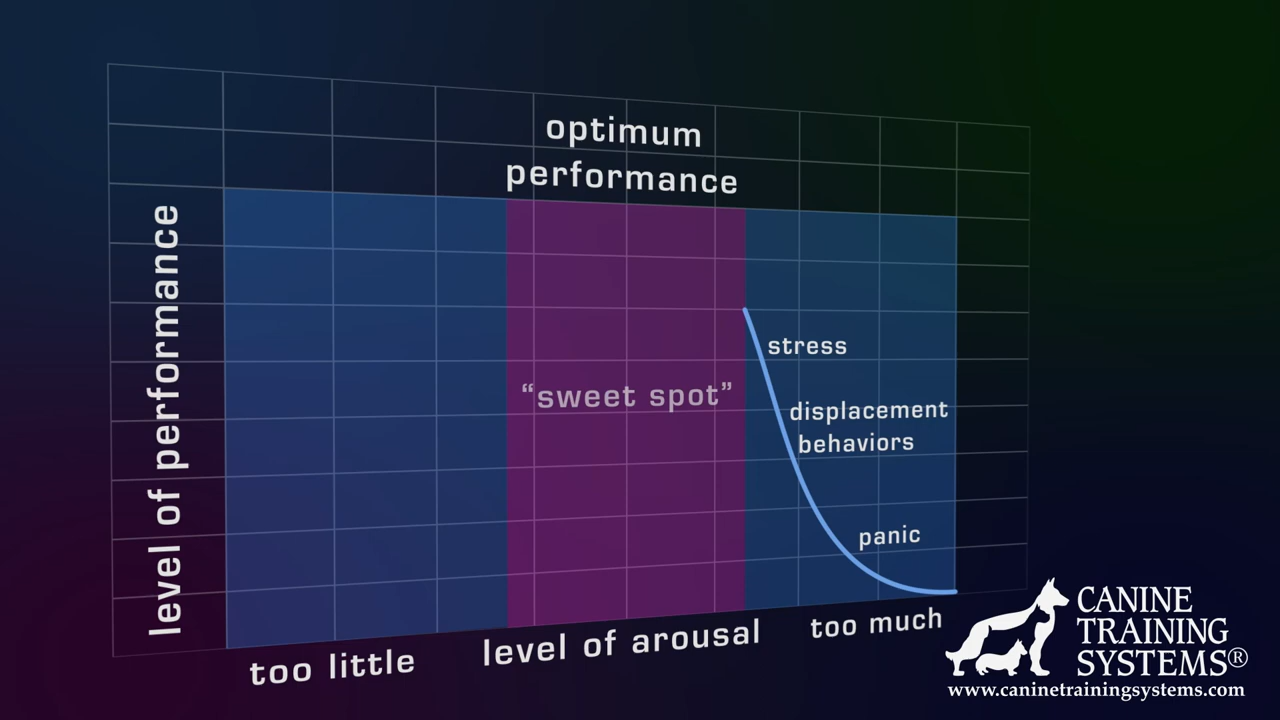 optimum
performance
level of performance
"sweet spot"
stress
displacement
behaviors
panic
too little
level of arousal
too much
CANINE
TRAINING
SYSTEMS®
www.caninetrainingsystems.com